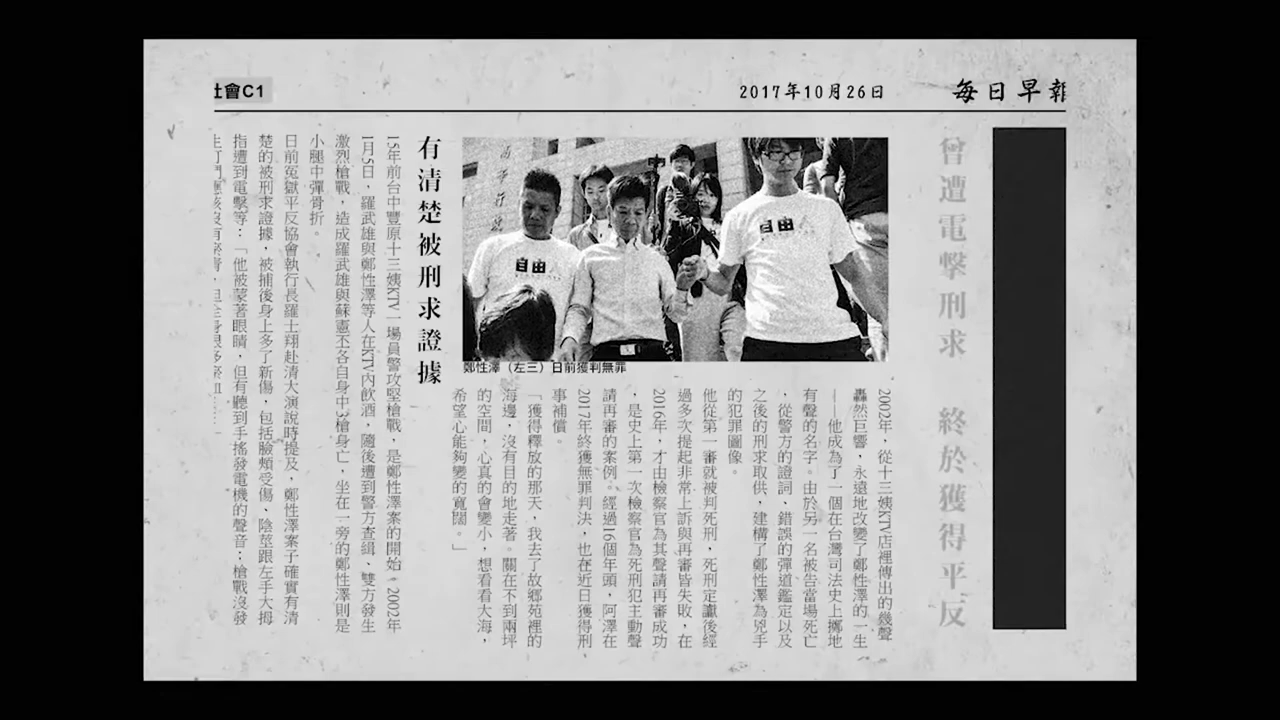 每日早報
2017年10月26日
社會C1
曾遭電擊刑求 終於獲得平反
2002年，從十三姨KTV店裡傳出的幾聲
轟然巨響，永遠地改變了鄭性澤的一生
——他成為了一個在台灣司法史上擲地
有聲的名字。由於另一名被告當場死亡
，從警方的證詞、錯誤的彈道鑑定以及
之後的刑求取供，建構了鄭性澤為兇手
的犯罪圖像。
他從第一審就被判死刑，死刑定讞後經
過多次提起非常上訴與再審皆失敗，在
2016年，才由檢察官為其聲請再審成功
，是史上第一次檢察官為死刑犯主動聲
請再審的案例。經過16個年頭，阿澤在
2017年終獲無罪判決，也在近日獲得刑
事補償。
「獲得釋放的那天，我去了故鄉苑裡的
海邊，沒有目的地走著。關在不到兩坪
的空間，心真的會變小，想看看大海，
希望心能夠變的寬闊。」
鄭性澤（左三）日前獲判無罪
自由
自由
有清楚被刑求證據
15年前台中豐原十三姨KTV一場員警攻堅槍戰，是鄭性澤案的開始。2002年
1月5日，羅武雄與鄭性澤等人在KTV內飲酒，隨後遭到警方查緝、雙方發生
激烈槍戰，造成羅武雄與蘇憲丕各自身中3槍身亡，坐在一旁的鄭性澤則是
小腿中彈骨折。
日前冤獄平反協會執行長羅士翔赴清大演說時提及，鄭性澤案子確實有清
楚的被刑求證據，被捕後身上多了新傷，包括臉頰受傷、陰莖跟左手大拇
指遭到電擊等：「他被蒙著眼睛，但有聽到手搖發電機的聲音；槍戰沒發